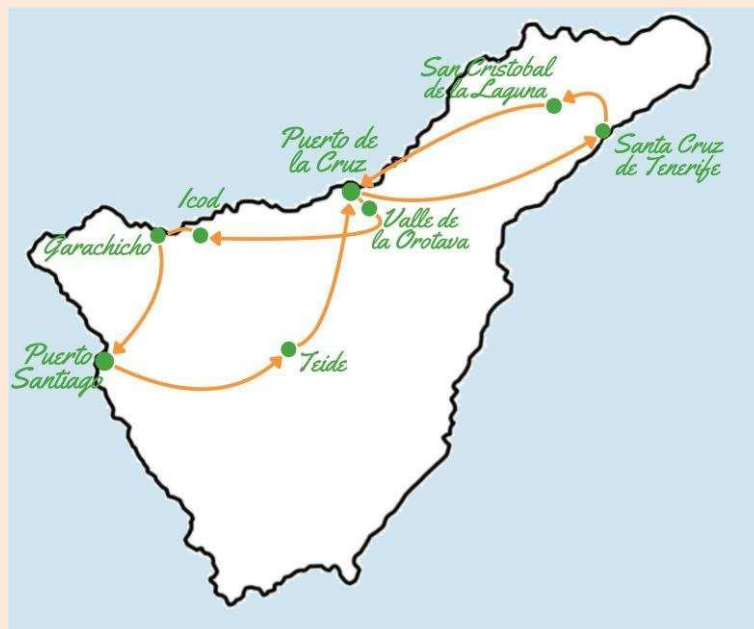 San Cristobal
de la Laguna
Santa Cruz
de Tenerife
Puerto de
la Cruz
Icod
Valle de
la Orotava
Garachicho
Puerto
Santiago
Teide